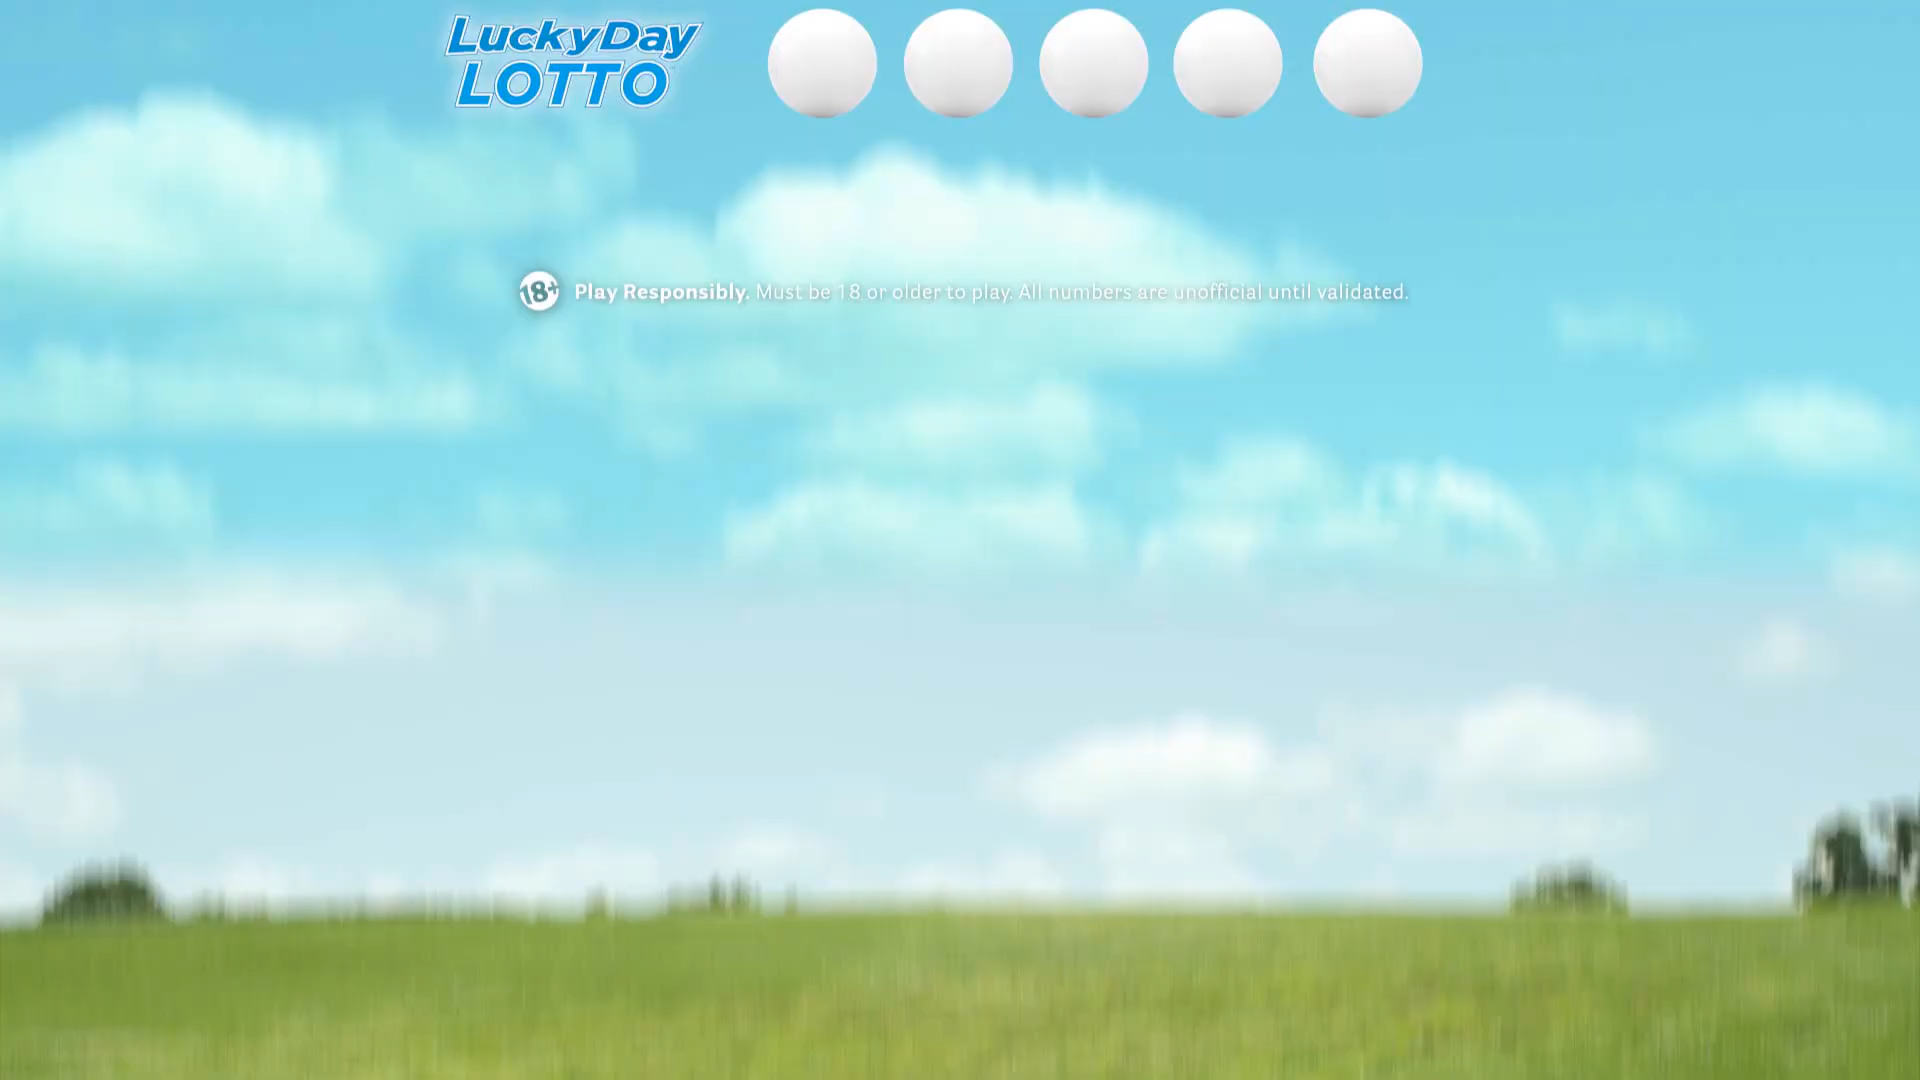 LuckyDay
LOTTO
18+ Play Responsibly. Must be 18 or older to play. All numbers are unofficial until validated.